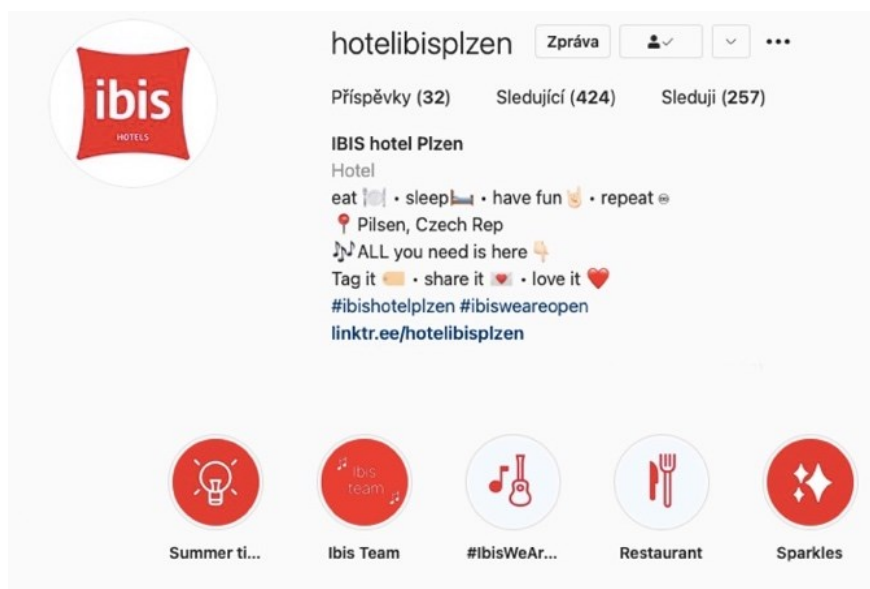 ibis
HOTELS
hotelibisplzen Zpráva
Příspěvky (32) Sledující (424) Sleduji (257)
IBIS hotel Plzen
Hotel
eat 🍽️ • sleep🛏️ • have fun 🤘🏻 • repeat ♾
📍 Pilsen, Czech Rep
🎶ALL you need is here 👇🏻
Tag it 🏷️ • share it 💌 • love it ❤️
#ibishotelplzen #ibisweareopen
linktr.ee/hotelibisplzen
Ibis
team
Summer ti... Ibis Team #IbisWeAr... Restaurant Sparkles